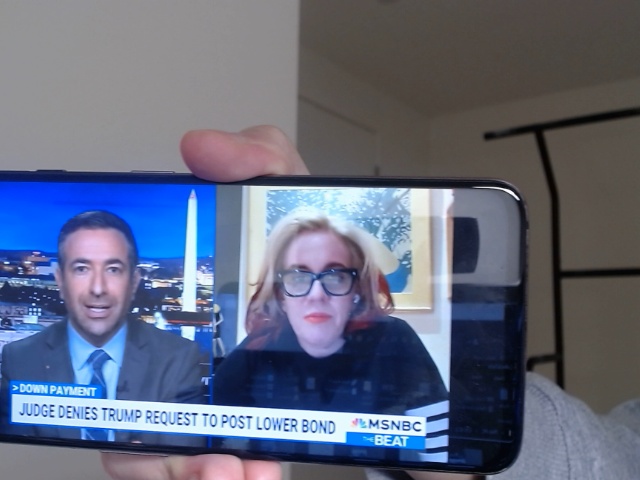 >DOWN PAYMENT
JUDGE DENIES TRUMP REQUEST TO POST LOWER BOND
MSNBC
THE BEAT